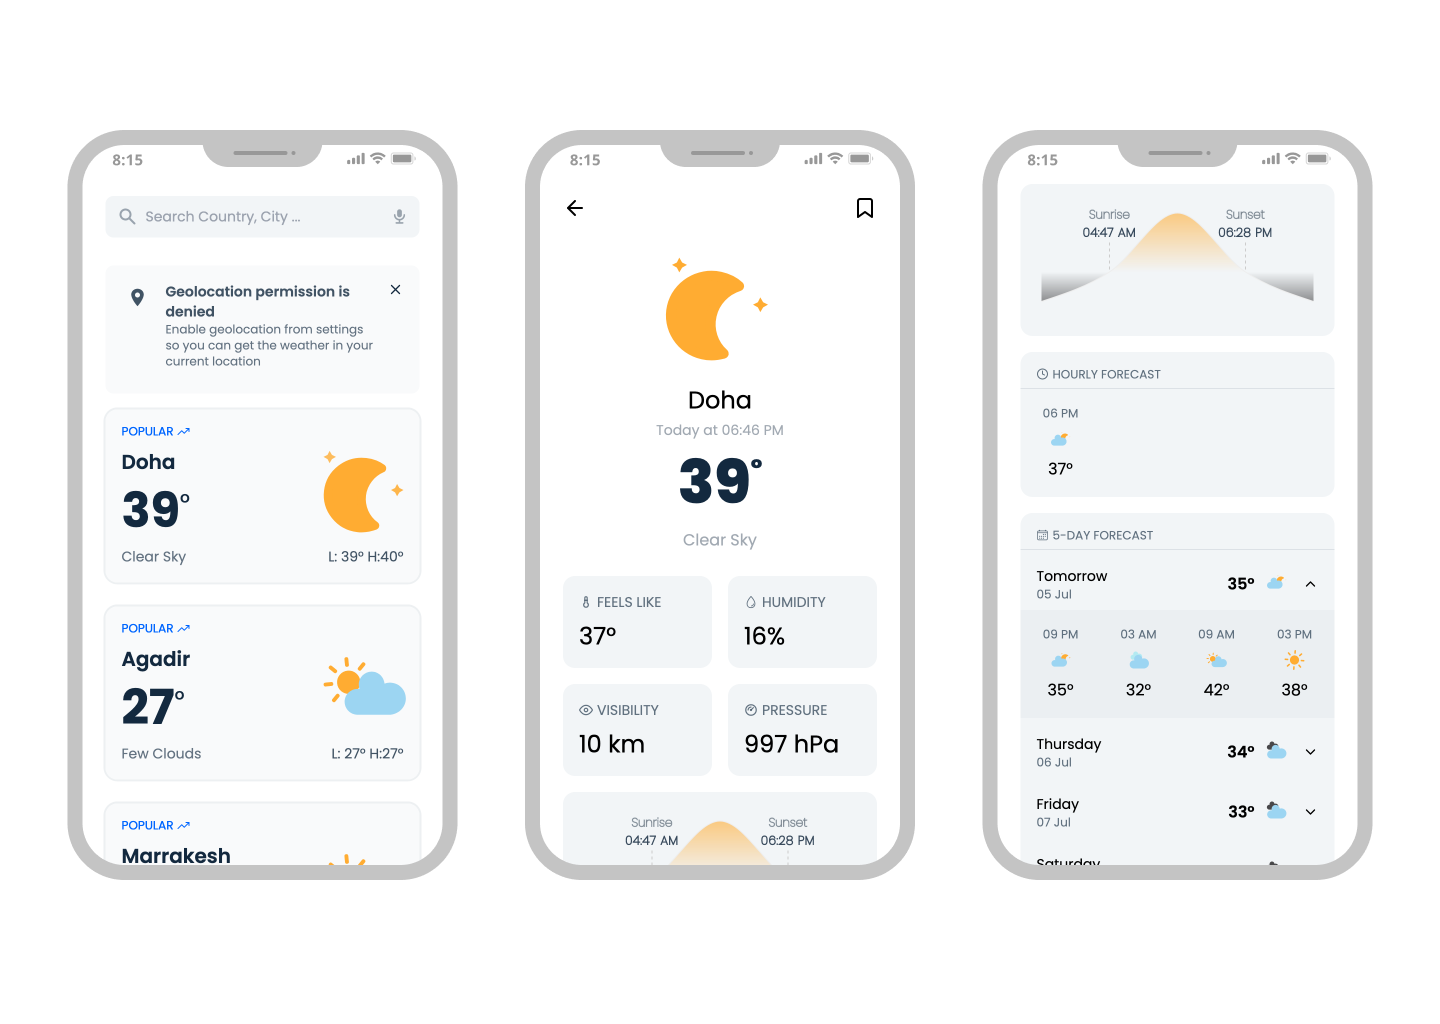 8:15
Search Country, City ...
Geolocation permission is
denied
Enable geolocation from settings
so you can get the weather in your
current location
POPULAR
Doha
39°
Clear Sky
L: 39° H:40°
POPULAR
Agadir
27°
Few Clouds
L: 27° H:27°
POPULAR
Marrakesh
8:15
Doha
Today at 06:46 PM
39°
Clear Sky
FEELS LIKE
37°
HUMIDITY
16%
VISIBILITY
10 km
PRESSURE
997 hPa
Sunrise
04:47 AM
Sunset
06:28 PM
8:15
Sunrise
04:47 AM
Sunset
06:28 PM
HOURLY FORECAST
06 PM
37°
5-DAY FORECAST
Tomorrow
05 Jul
35°
09 PM
03 AM
09 AM
03 PM
35°
32°
42°
38°
Thursday
06 Jul
34°
Friday
07 Jul
33°
Saturday